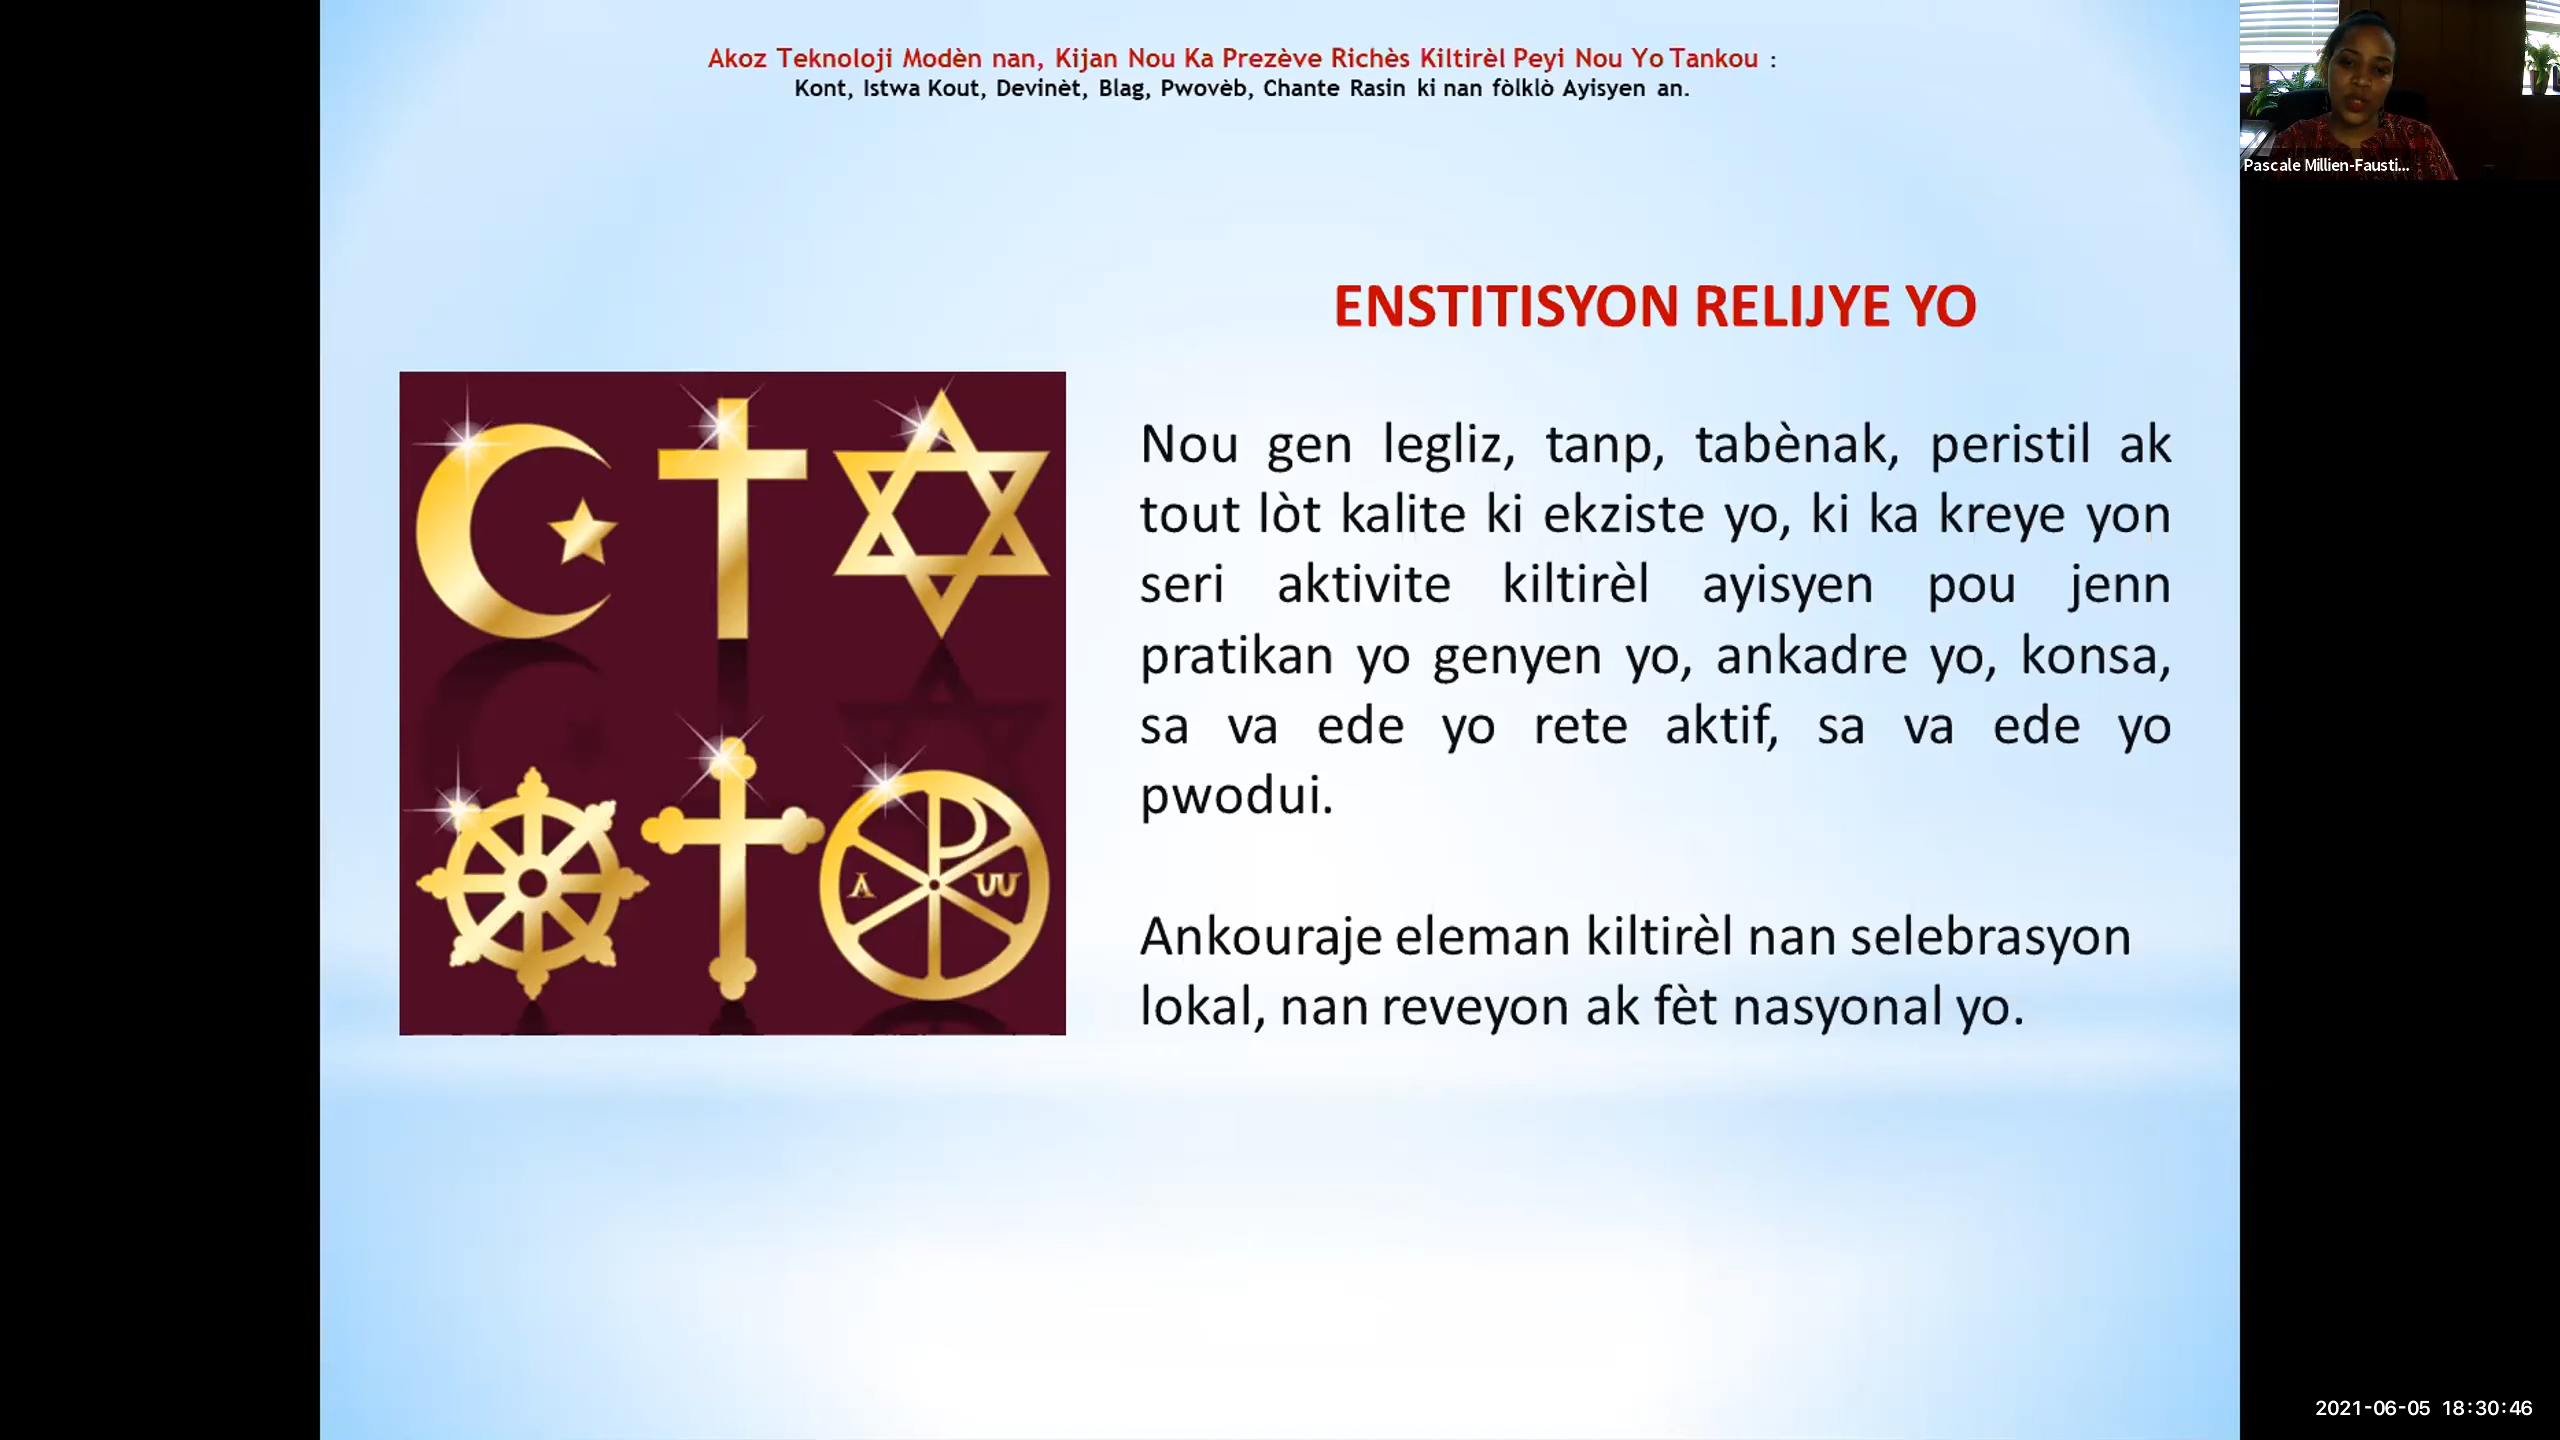 Akoz Teknoloji Modèn nan, Kijan Nou Ka Prezève Richès Kiltirèl Peyi Nou Yo Tankou :
Kont, Istwa Kout, Devinèt, Blag, Pwovèb, Chante Rasin ki nan fòlklò Ayisyen an.
Pascale Millien-Fausti...
ENSTITISYON RELIJYE YO
Nou gen legliz, tanp, tabènak, peristil ak
tout lòt kalite ki ekziste yo, ki ka kreye yon
seri aktivite kiltirèl ayisyen pou jenn
pratikan yo genyen yo, ankadre yo, konsa,
sa va ede yo rete aktif, sa va ede yo
pwodui.
Ankouraje eleman kiltirèl nan selebrasyon
lokal, nan reveyon ak fèt nasyonal yo.
2021-06-05 18:30:46